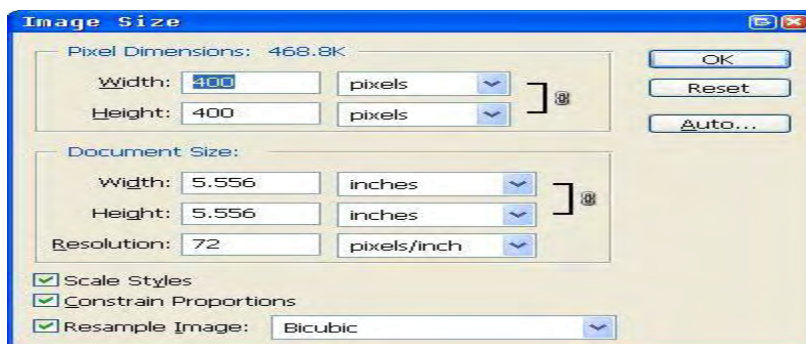 Image Size
Pixel Dimensions: 468.8K
OK
Width: 400 pixels
Reset
Height: 400 pixels
Auto...
Document Size:
Width: 5.556 inches
Height: 5.556 inches
Resolution: 72 pixels/inch
Scale Styles
Constrain Proportions
Resample Image: Bicubic